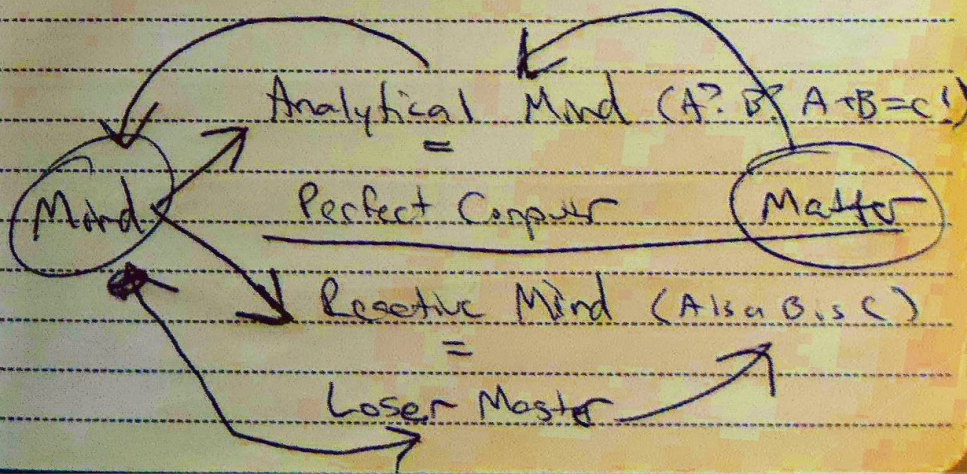 Analytical Mind (A? B? A+B=C!)
=
Mind
Perfect Computer
Matter
Reactive Mind (A is a B is C)
=
Loser Master